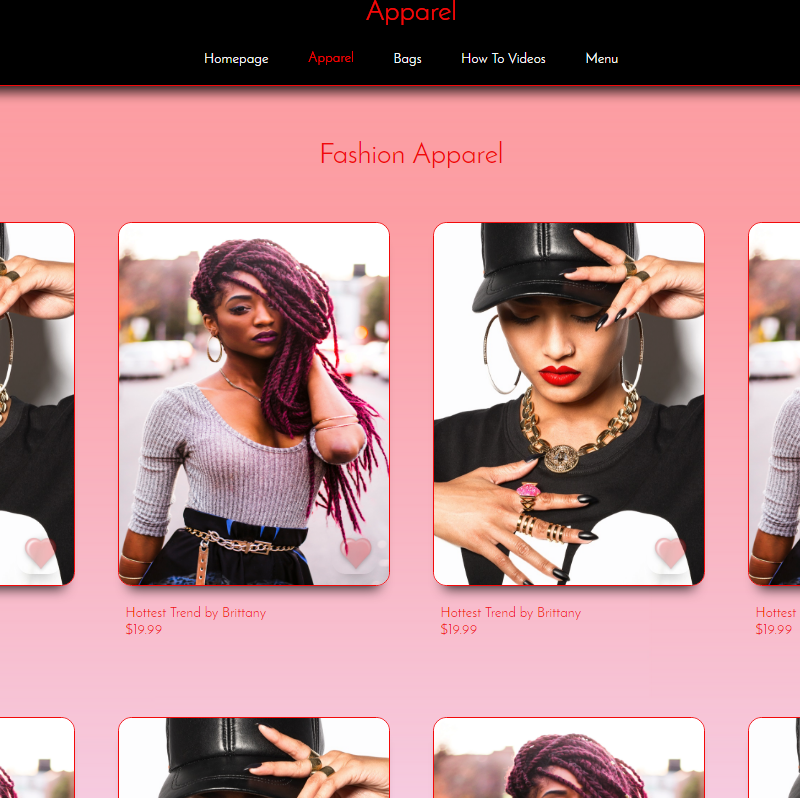 Apparel
Homepage Apparel Bags How To Videos Menu
Fashion Apparel
Hottest Trend by Brittany Hottest Trend by Brittany Hottest
$19.99 $19.99 $19.99